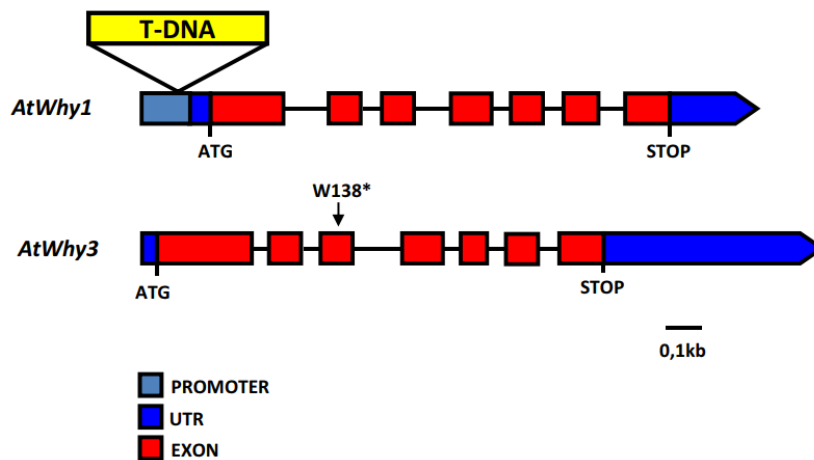 T-DNA
AtWhy1
ATG
STOP
W138*
AtWhy3
ATG
STOP
0,1kb
PROMOTER
UTR
EXON